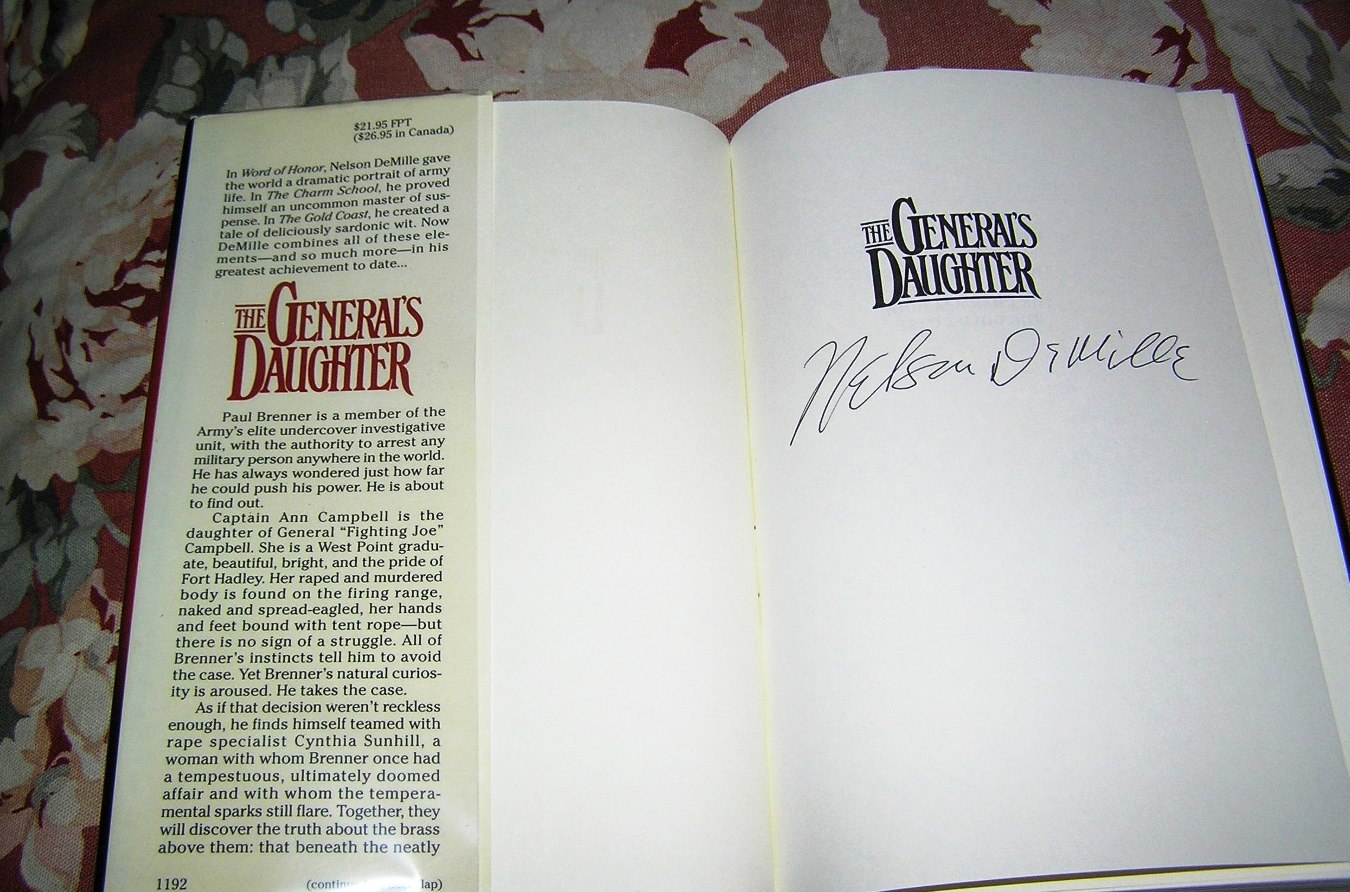 $21.95 FPT
($26.95 in Canada)
In Word of Honor, Nelson DeMille gave
the world a dramatic portrait of army
life. In The Charm School, he proved
himself an uncommon master of sus-
pense. In The Gold Coast, he created a
tale of deliciously sardonic wit. Now
DeMille combines all of these ele-
ments—and so much more—in his
greatest achievement to date...
THE GENERAL'S
DAUGHTER
Paul Brenner is a member of the
Army's elite undercover investigative
unit, with the authority to arrest any
military person anywhere in the world.
He has always wondered just how far
he could push his power. He is about
to find out.
Captain Ann Campbell is the
daughter of General "Fighting Joe"
Campbell. She is a West Point gradu-
ate, beautiful, bright, and the pride of
Fort Hadley. Her raped and murdered
body is found on the firing range,
naked and spread-eagled, her hands
and feet bound with tent rope—but
there is no sign of a struggle. All of
Brenner's instincts tell him to avoid
the case. Yet Brenner's natural curios-
ity is aroused. He takes the case.
As if that decision weren't reckless
enough, he finds himself teamed with
rape specialist Cynthia Sunhill, a
woman with whom Brenner once had
a tempestuous, ultimately doomed
affair and with whom the tempera-
mental sparks still flare. Together, they
will discover the truth about the brass
above them: that beneath the neatly
1192
THE GENERAL'S
DAUGHTER
Nelson DeMille